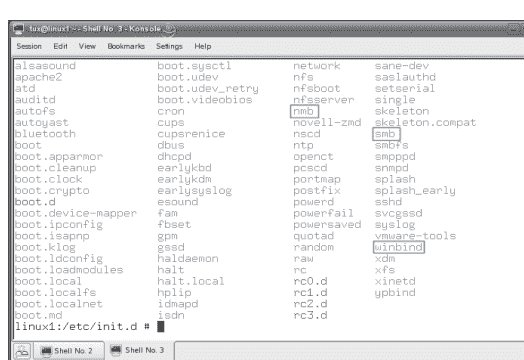 tux@linux1:~ - Shell No. 3 - Konsole
Session Edit View Bookmarks Settings Help
alsasound boot.sysctl network sane-dev
apache2 boot.udev nfs saslauthd
atd boot.udev_retry nfsboot setserial
auditd boot.videobios nfsserver single
autofs cron nmb skeleton
autoyast cups novell-zmd skeleton.compat
bluetooth cupsrenice nscd smb
boot dbus ntp smbfs
boot.apparmor dhcpd openct smpppd
boot.cleanup earlykbd pcscd snmpd
boot.clock earlykdm portmap splash
boot.crypto earlysyslog postfix splash_early
boot.d esound powerd sshd
boot.device-mapper fam powerfail svcgssd
boot.ipconfig fbset powersaved syslog
boot.isapnp gpm quotad vmware-tools
boot.klog gssd random winbind
boot.ldconfig haldaemon raw xdm
boot.loadmodules halt rc xfs
boot.local halt.local rc0.d xinetd
boot.localfs hplip rc1.d ypbind
boot.localnet idmapd rc2.d
boot.md isdn rc3.d
linux1:/etc/init.d #
Shell No. 2 Shell No. 3